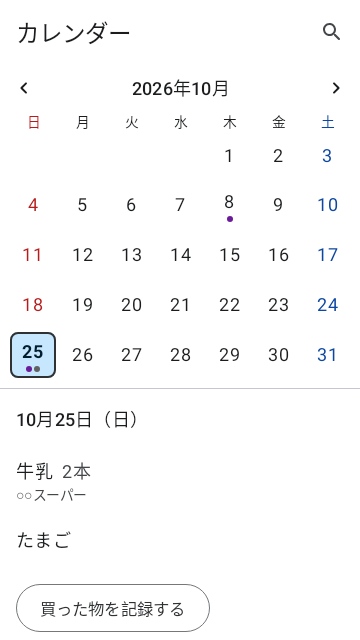 カレンダー
2026年10月
日 月 火 水 木 金 土
1 2 3
4 5 6 7 8 9 10
11 12 13 14 15 16 17
18 19 20 21 22 23 24
25 26 27 28 29 30 31
10月25日（日）
牛乳 2本
○○スーパー
たまご
買った物を記録する